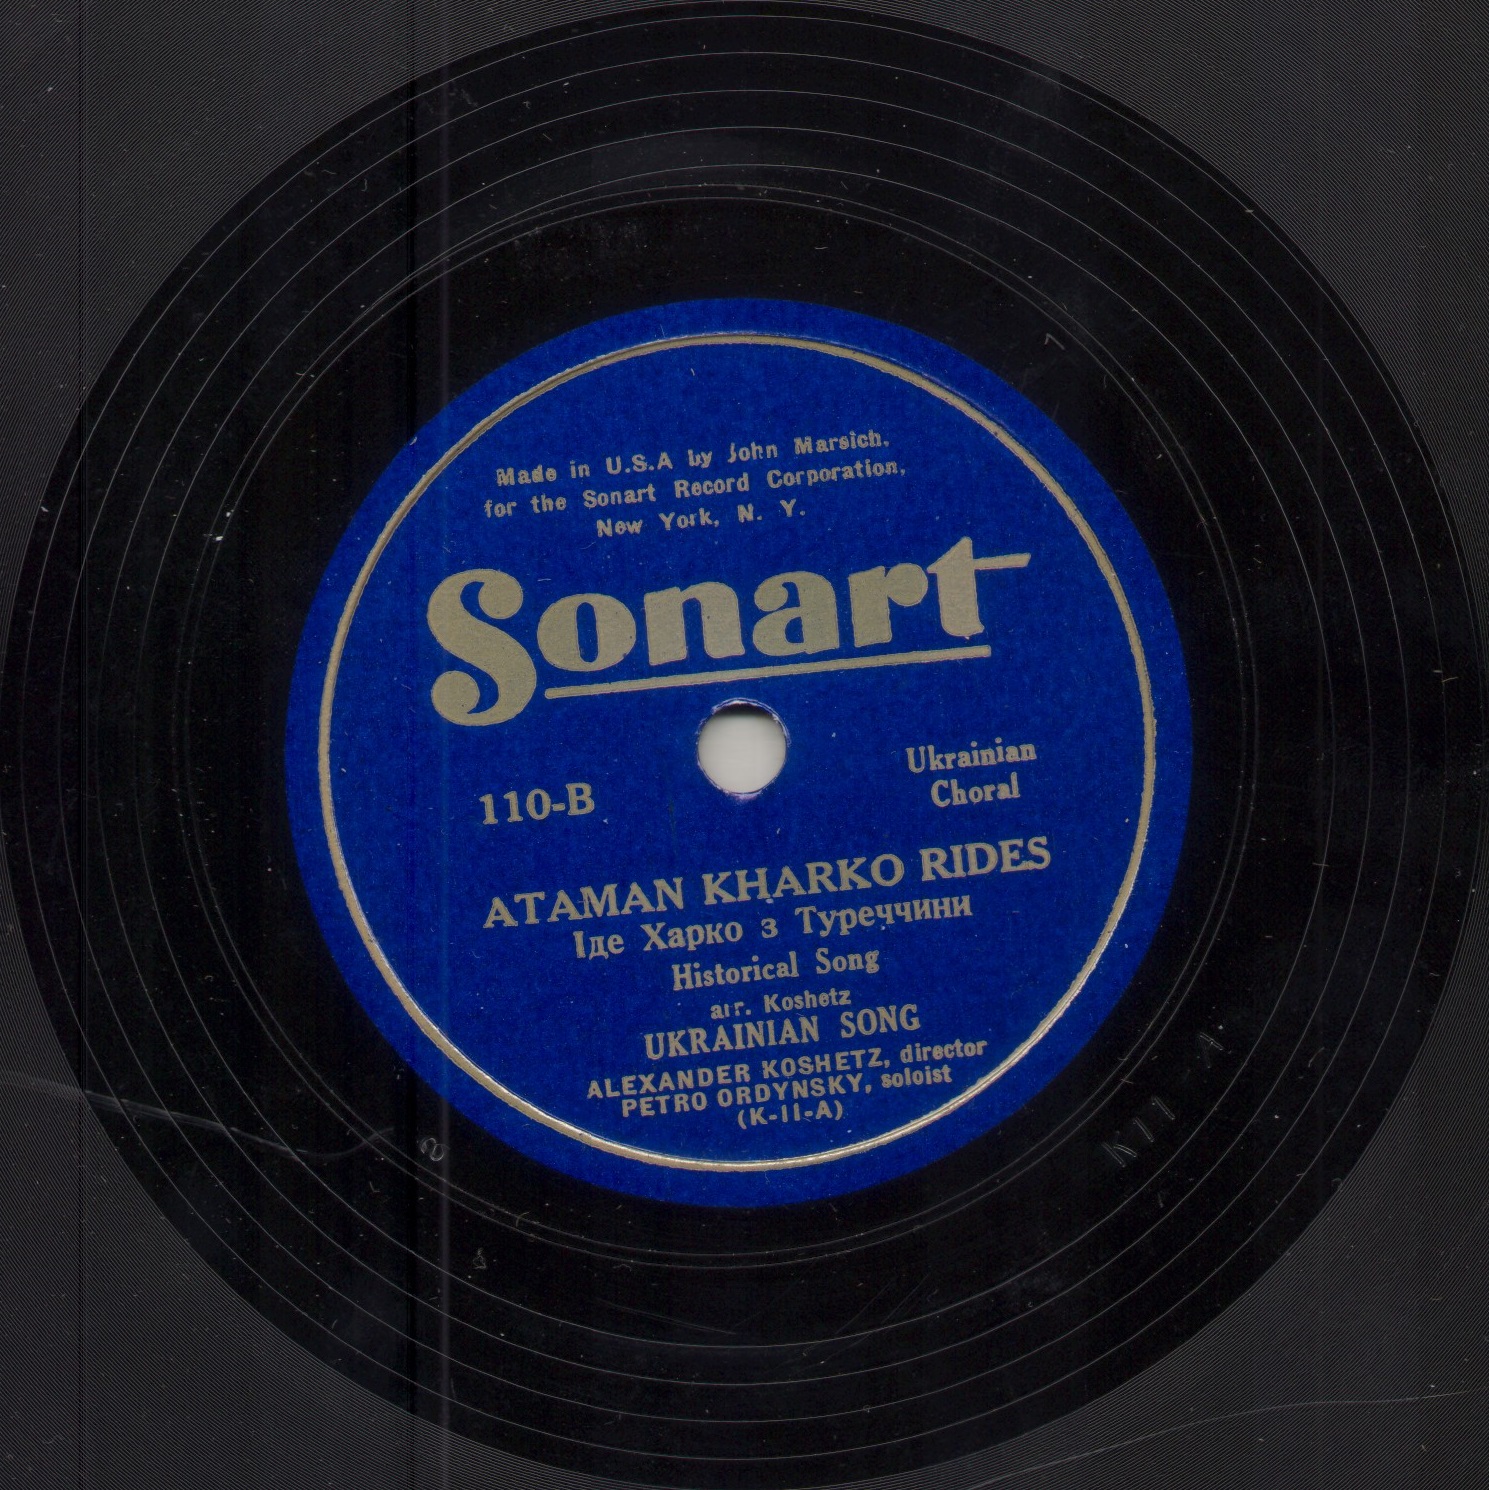 Made in U.S.A by John Marsich,
for the Sonart Record Corporation,
New York, N. Y.
Sonart
110-B
Ukrainian
Choral
ATAMAN KHARKO RIDES
Іде Харко з Туреччини
Historical Song
arr. Koshetz
UKRAINIAN SONG
ALEXANDER KOSHETZ, director
PETRO ORDYNSKY, soloist
(K-11-A)
K 11 A